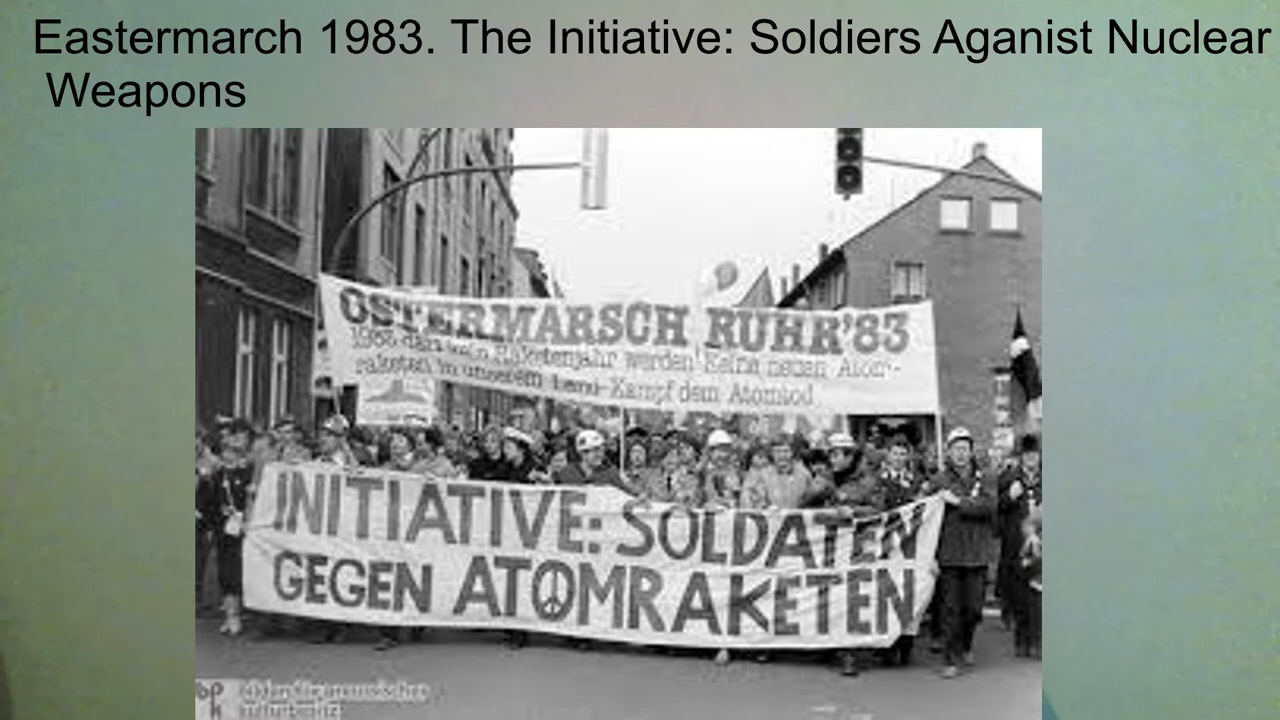 Eastermarch 1983. The Initiative: Soldiers Aganist Nuclear
Weapons
OSTERMARSCH RUHR'83
1983 darf kein Raketenjahr werden! Keine neuen Atom-
raketen in unserem Land-Kampf dem Atomtod
INITIATIVE: SOLDATEN
GEGEN ATOMRAKETEN
bpk